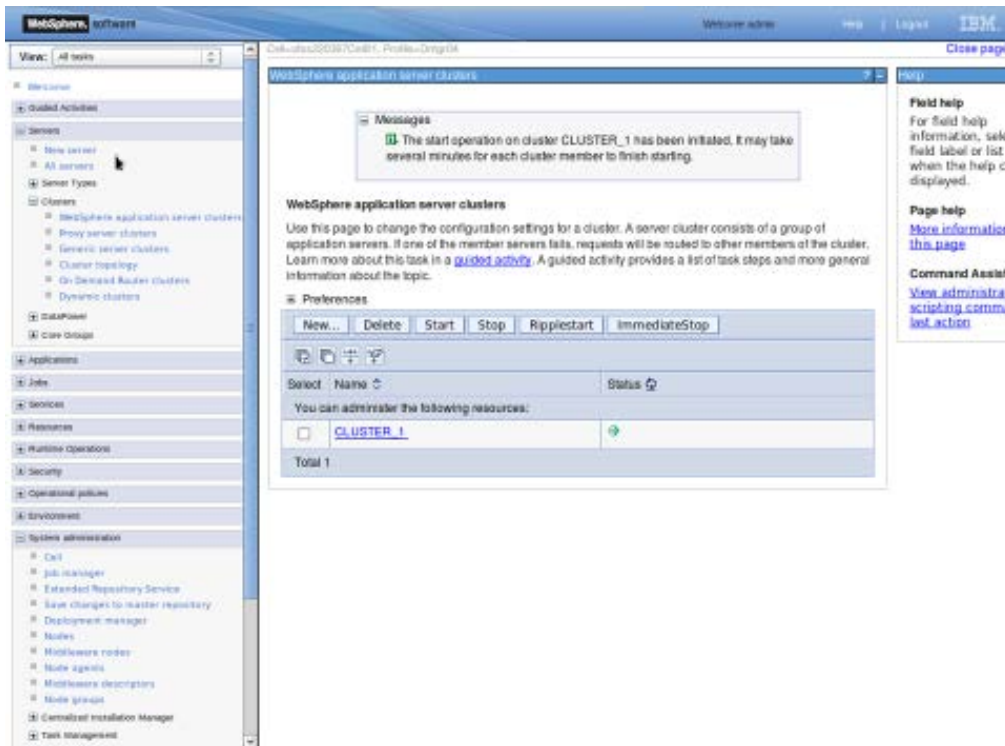 WebSphere. software
Welcome admin
Help | Logout
IBM.
View: All tasks
Cell=
Profile=Dmgr04
Close page
Welcome
Guided Activities
Servers
New server
All servers
Server Types
Clusters
WebSphere application server clusters
Proxy server clusters
Generic server clusters
Cluster topology
On Demand Router clusters
Dynamic clusters
DataPower
Core Groups
Applications
Jobs
Services
Resources
Runtime Operations
Security
Operational policies
Environment
System administration
Cell
Job manager
Extended Repository Service
Save changes to master repository
Deployment manager
Nodes
Middleware nodes
Node agents
Middleware descriptors
Node groups
Centralized Installation Manager
Task Management
WebSphere application server clusters
? -
Messages
The start operation on cluster CLUSTER_1 has been initiated. It may take
several minutes for each cluster member to finish starting.
WebSphere application server clusters
Use this page to change the configuration settings for a cluster. A server cluster consists of a group of
application servers. If one of the member servers fails, requests will be routed to other members of the cluster.
Learn more about this task in a guided activity. A guided activity provides a list of task steps and more general
information about the topic.
Preferences
New... Delete Start Stop Ripplestart ImmediateStop
Select Name Status
You can administer the following resources:
CLUSTER_1
Total 1
Help
Field help
For field help
information, sele
field label or list
when the help c
displayed.
Page help
More information
this page
Command Assist
View administra
scripting comma
last action